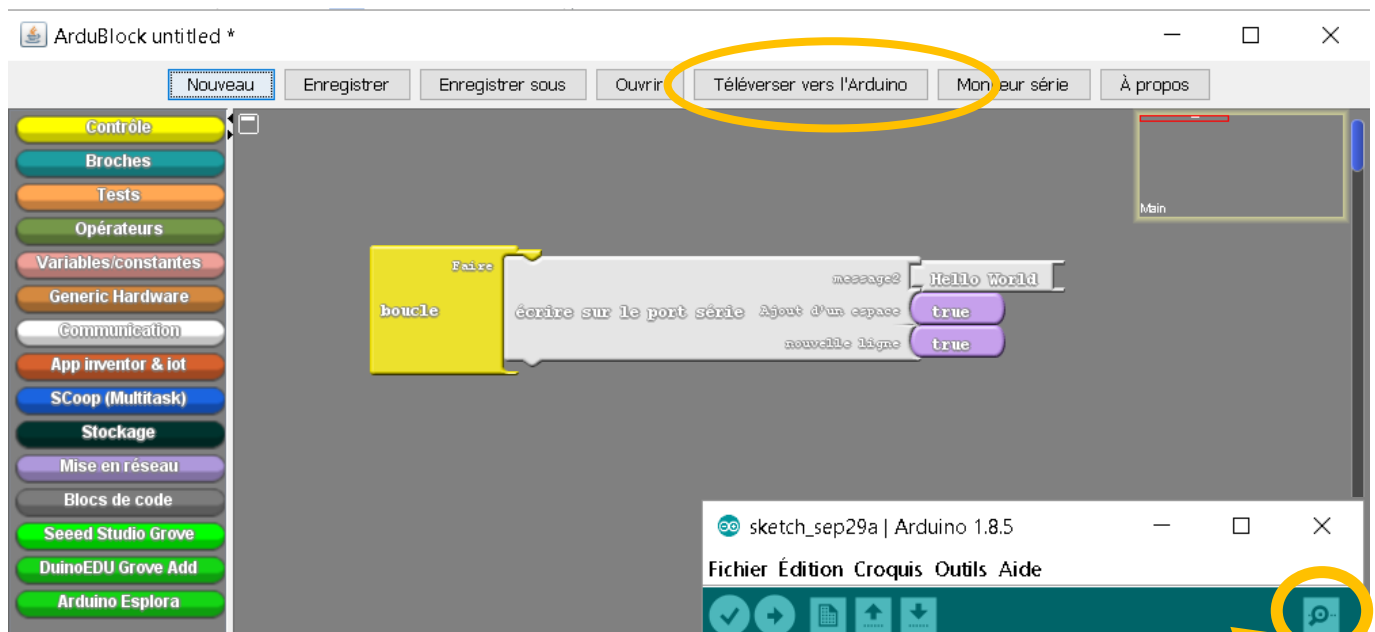 ArduBlock untitled *
Nouveau Enregistrer Enregistrer sous Ouvrir Téléverser vers l'Arduino Moniteur série À propos
Contrôle
Broches
Tests
Opérateurs
Variables/constantes
Generic Hardware
Communication
App inventor & iot
SCoop (Multitask)
Stockage
Mise en réseau
Blocs de code
Seeed Studio Grove
DuinoEDU Grove Add
Arduino Esplora
Main
Faire
boucle
message2 Hello World
écrire sur le port série Ajout d'un espace true
nouvelle ligne true
sketch_sep29a | Arduino 1.8.5
Fichier Édition Croquis Outils Aide